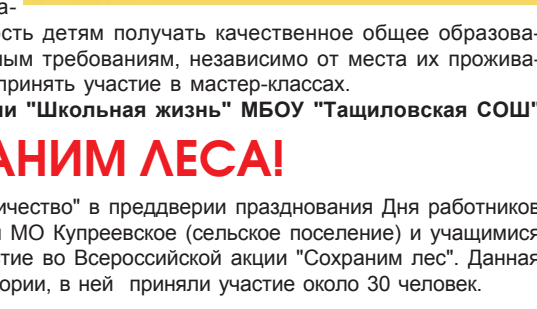 а-
ость детям получать качественное общее образова-
ным требованиям, независимо от места их прожива-
принять участие в мастер-классах.
ии "Школьная жизнь" МБОУ "Тащиловская СОШ"
АНИМ ЛЕСА!
ичество" в преддверии празднования Дня работников
и МО Купреевское (сельское поселение) и учащимися
тие во Всероссийской акции "Сохраним лес". Данная
ории, в ней приняли участие около 30 человек.